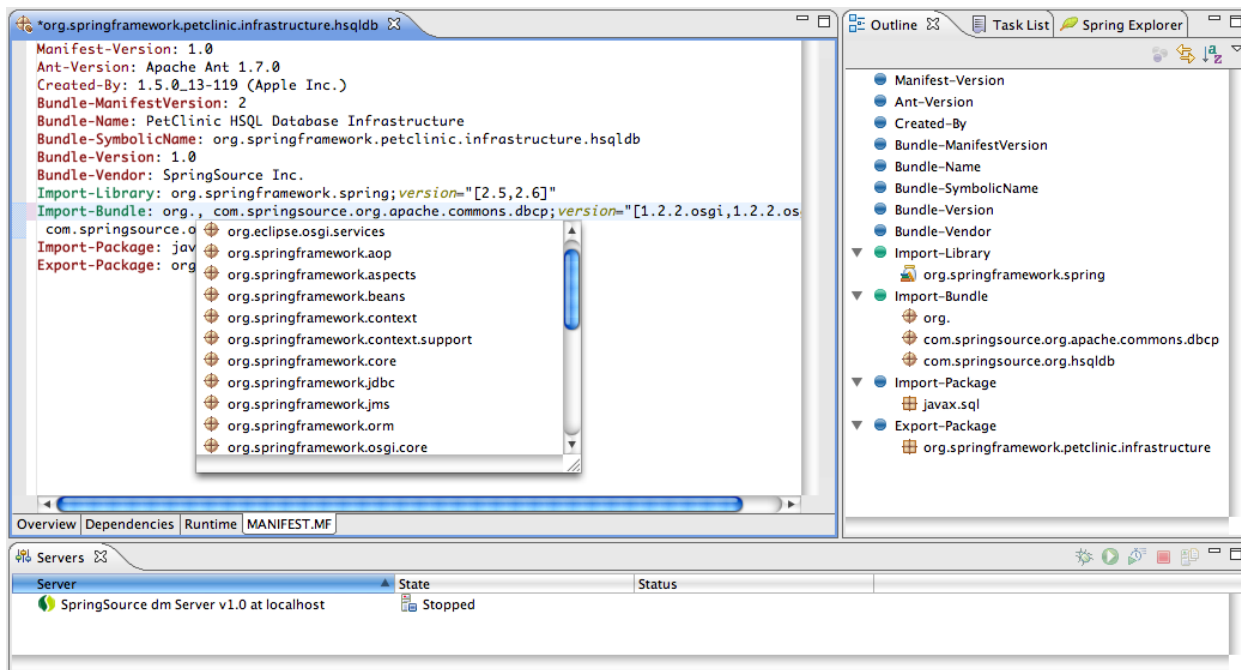 *org.springframework.petclinic.infrastructure.hsqldb
Manifest-Version: 1.0
Ant-Version: Apache Ant 1.7.0
Created-By: 1.5.0_13-119 (Apple Inc.)
Bundle-ManifestVersion: 2
Bundle-Name: PetClinic HSQL Database Infrastructure
Bundle-SymbolicName: org.springframework.petclinic.infrastructure.hsqldb
Bundle-Version: 1.0
Bundle-Vendor: SpringSource Inc.
Import-Library: org.springframework.spring;version="[2.5,2.6]"
Import-Bundle: org., com.springsource.org.apache.commons.dbcp;version="[1.2.2.osgi,1.2.2.os
com.springsource.o
Import-Package: jav
Export-Package: org
org.eclipse.osgi.services
org.springframework.aop
org.springframework.aspects
org.springframework.beans
org.springframework.context
org.springframework.context.support
org.springframework.core
org.springframework.jdbc
org.springframework.jms
org.springframework.orm
org.springframework.osgi.core
Overview Dependencies Runtime MANIFEST.MF
Outline Task List Spring Explorer
Manifest-Version
Ant-Version
Created-By
Bundle-ManifestVersion
Bundle-Name
Bundle-SymbolicName
Bundle-Version
Bundle-Vendor
Import-Library
org.springframework.spring
Import-Bundle
org.
com.springsource.org.apache.commons.dbcp
com.springsource.org.hsqldb
Import-Package
javax.sql
Export-Package
org.springframework.petclinic.infrastructure
Servers
Server State Status
SpringSource dm Server v1.0 at localhost Stopped